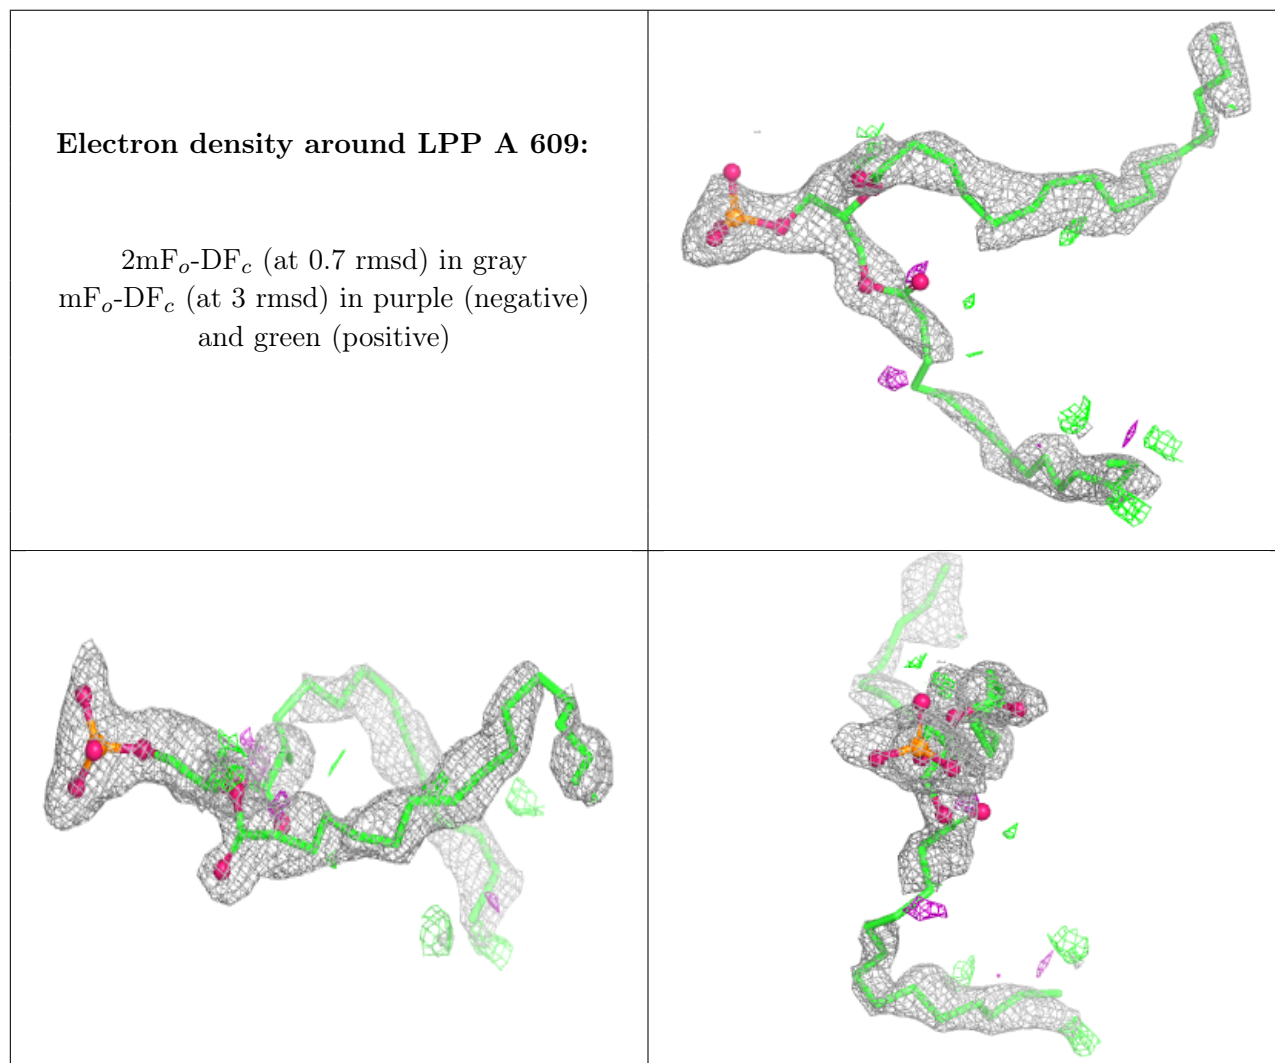 Electron density around LPP A 609:
2mFo-DFc (at 0.7 rmsd) in gray
mFo-DFc (at 3 rmsd) in purple (negative)
and green (positive)